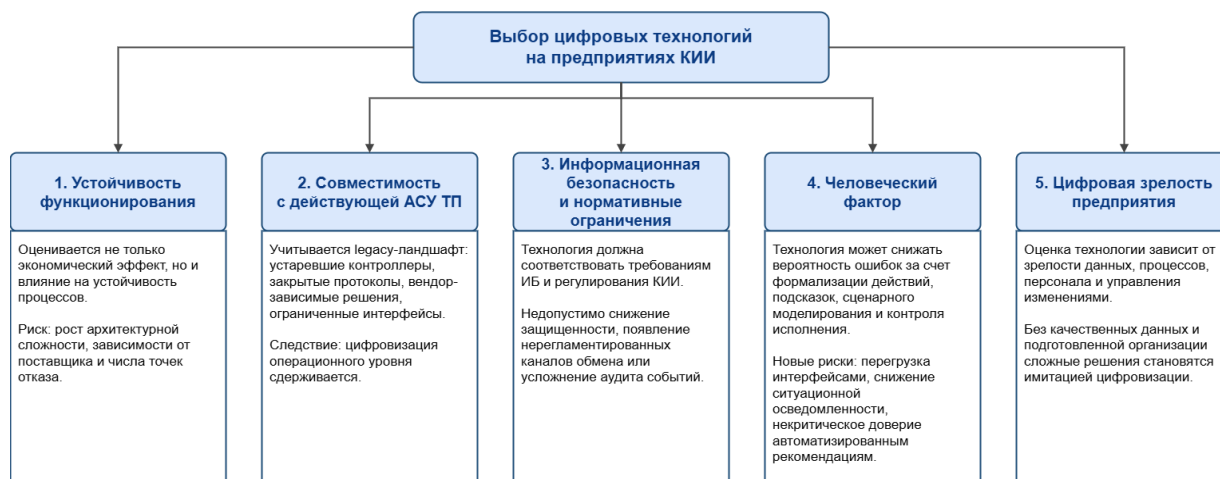 Выбор цифровых технологий
на предприятиях КИИ
1. Устойчивость
функционирования
Оценивается не только
экономический эффект, но и
влияние на устойчивость
процессов.
Риск: рост архитектурной
сложности, зависимости от
поставщика и числа точек
отказа.
2. Совместимость
с действующей АСУ ТП
Учитывается legacy-ландшафт:
устаревшие контроллеры,
закрытые протоколы, вендор-
зависимые решения,
ограниченные интерфейсы.
Следствие: цифровизация
операционного уровня
сдерживается.
3. Информационная
безопасность
и нормативные
ограничения
Технология должна
соответствовать требованиям
ИБ и регулирования КИИ.
Недопустимо снижение
защищенности, появление
нерегламентированных
каналов обмена или
усложнение аудита событий.
4. Человеческий
фактор
Технология может снижать
вероятность ошибок за счет
формализации действий,
подсказок, сценарного
моделирования и контроля
исполнения.
Новые риски: перегрузка
интерфейсами, снижение
ситуационной
осведомленности,
некритическое доверие
автоматизированным
рекомендациям.
5. Цифровая зрелость
предприятия
Оценка технологии зависит от
зрелости данных, процессов,
персонала и управления
изменениями.
Без качественных данных и
подготовленной организации
сложные решения становятся
имитацией цифровизации.